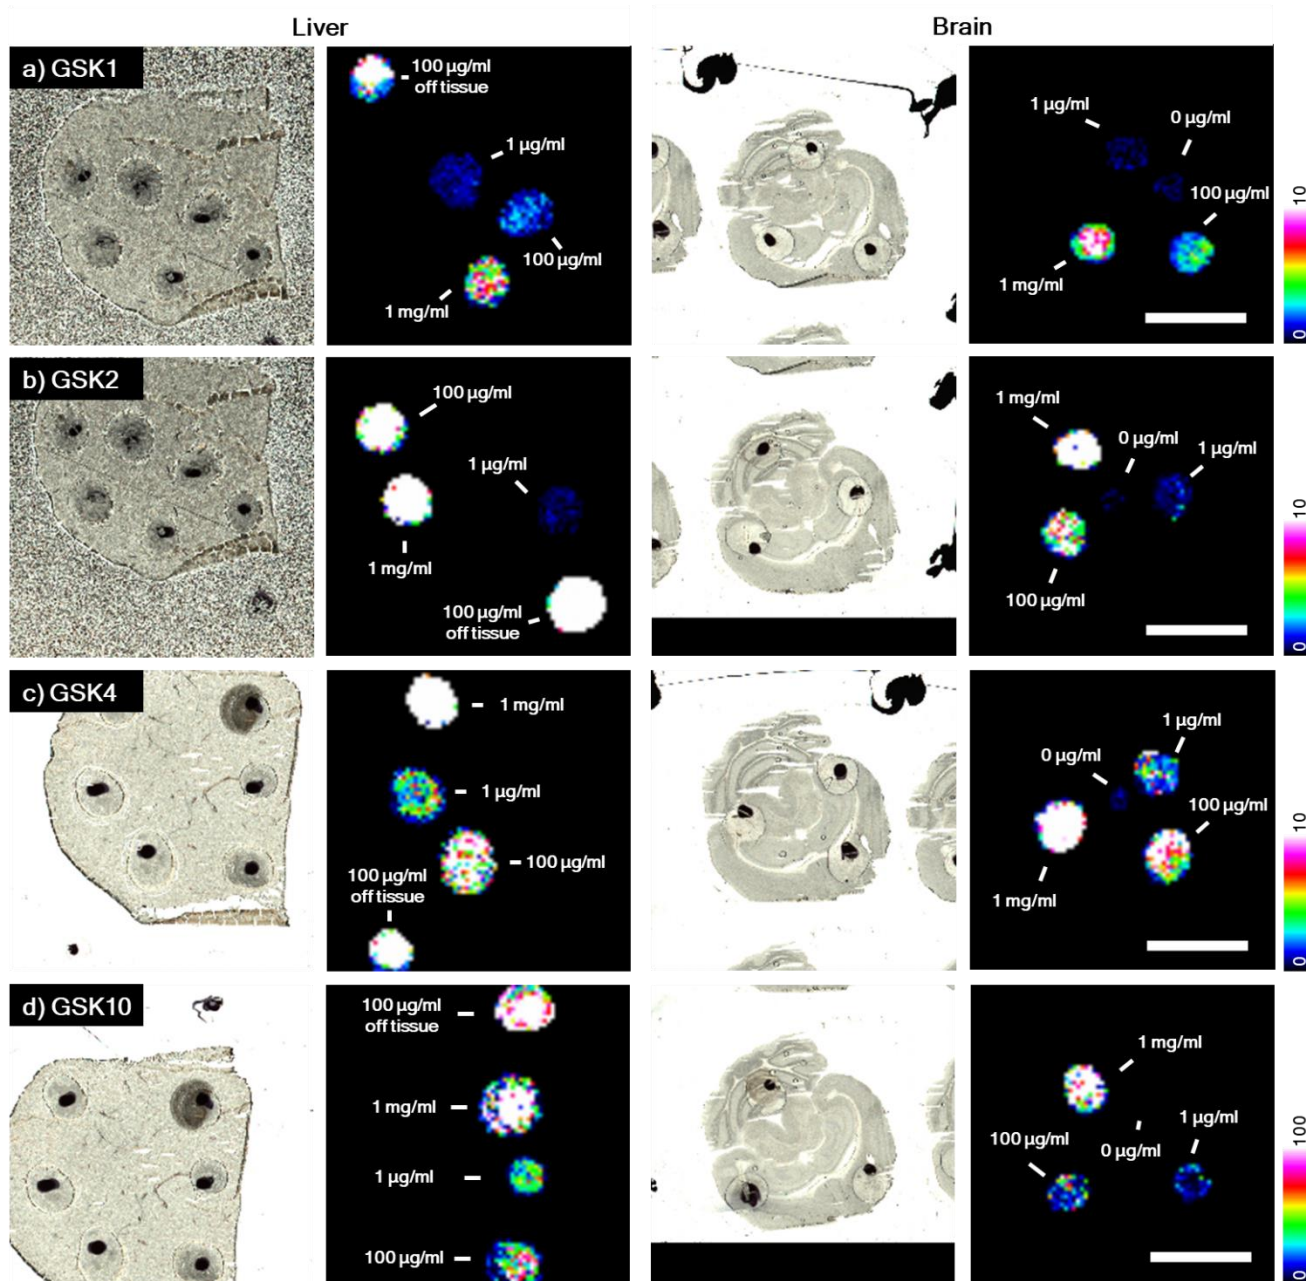 Liver
Brain
a) GSK1
100 µg/ml
off tissue
1 µg/ml
100 µg/ml
1 mg/ml
1 µg/ml
0 µg/ml
100 µg/ml
1 mg/ml
10
0
b) GSK2
100 µg/ml
1 µg/ml
1 mg/ml
100 µg/ml
off tissue
1 mg/ml
0 µg/ml
1 µg/ml
100 µg/ml
10
0
c) GSK4
1 mg/ml
1 µg/ml
100 µg/ml
100 µg/ml
off tissue
1 µg/ml
0 µg/ml
100 µg/ml
1 mg/ml
10
0
d) GSK10
100 µg/ml
off tissue
1 mg/ml
1 µg/ml
100 µg/ml
1 mg/ml
100 µg/ml
0 µg/ml
1 µg/ml
100
0